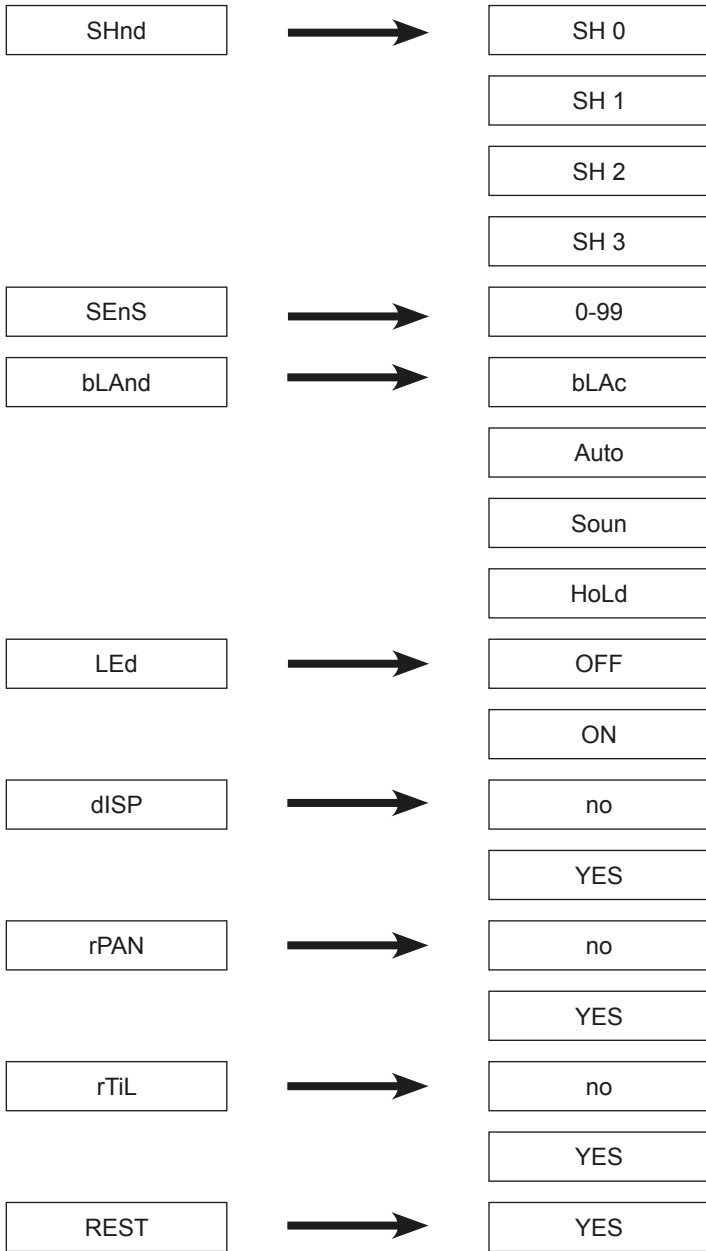 SHnd
SH 0
SH 1
SH 2
SH 3
SEnS
0-99
bLAnd
bLAc
Auto
Soun
HoLd
LEd
OFF
ON
dISP
no
YES
rPAN
no
YES
rTiL
no
YES
REST
YES